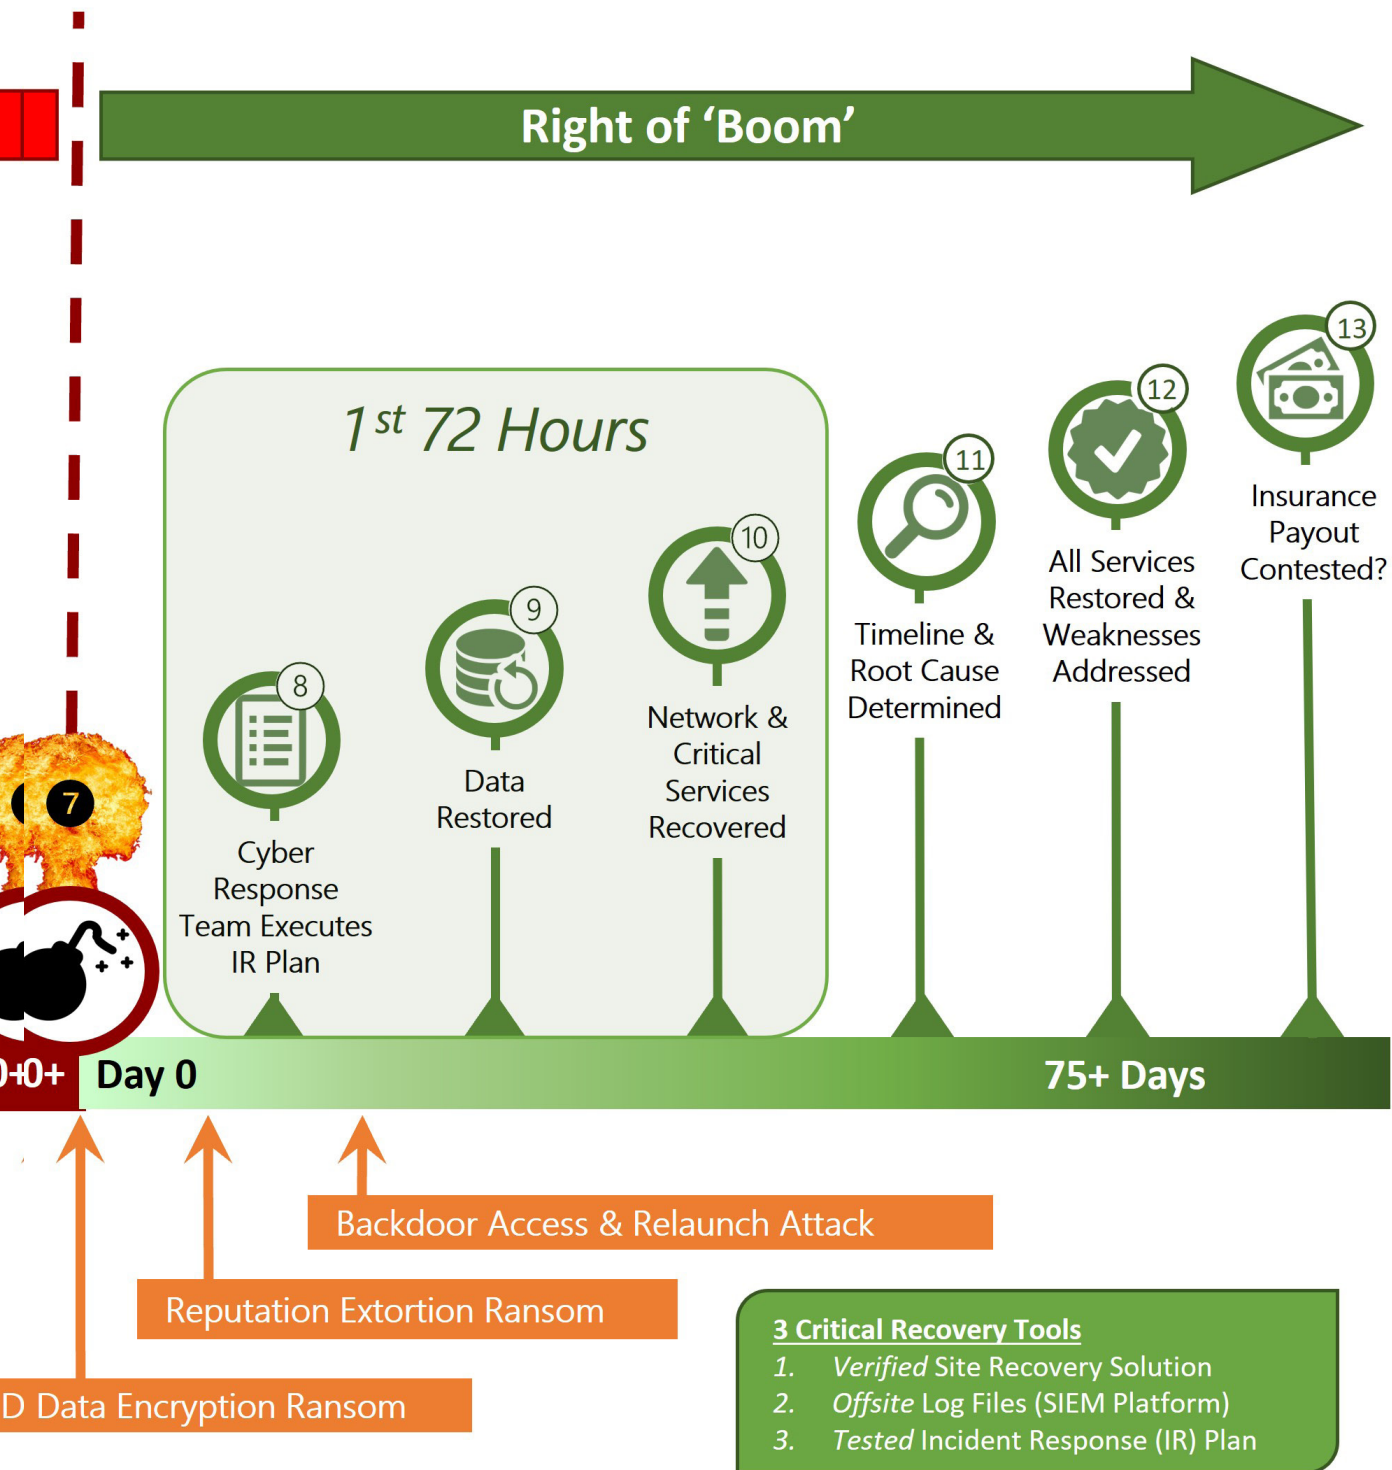 Right of ‘Boom’
1st 72 Hours
8
Cyber
Response
Team Executes
IR Plan
9
Data
Restored
10
Network &
Critical
Services
Recovered
11
Timeline &
Root Cause
Determined
12
All Services
Restored &
Weaknesses
Addressed
13
Insurance
Payout
Contested?
7
0+
Day 0
75+ Days
Backdoor Access & Relaunch Attack
Reputation Extortion Ransom
D Data Encryption Ransom
3 Critical Recovery Tools
1. Verified Site Recovery Solution
2. Offsite Log Files (SIEM Platform)
3. Tested Incident Response (IR) Plan